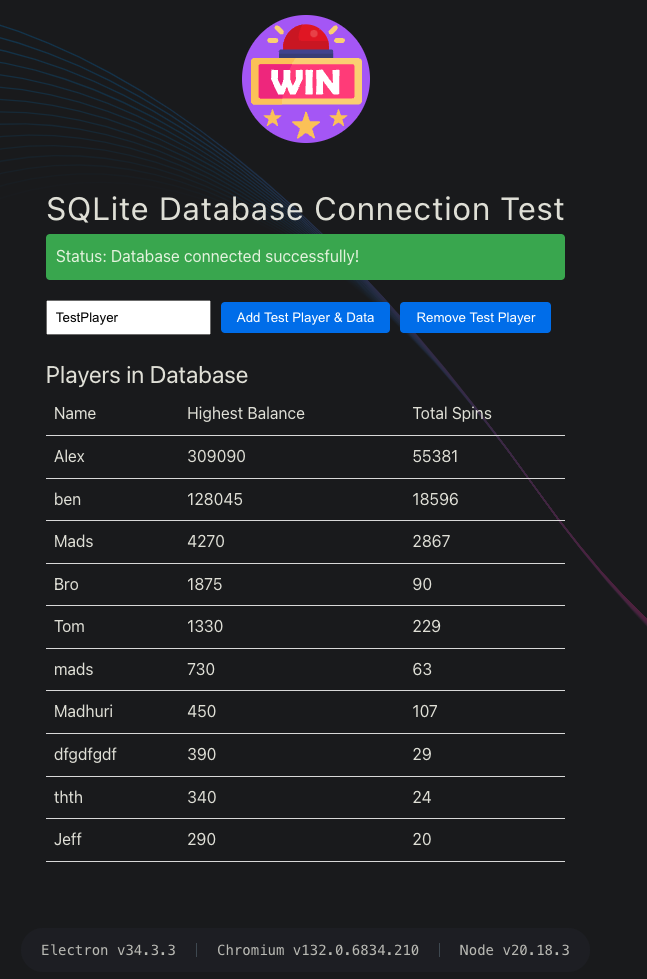 WIN
SQLite Database Connection Test
Status: Database connected successfully!
TestPlayer Add Test Player & Data Remove Test Player
Players in Database
Name Highest Balance Total Spins
Alex 309090 55381
ben 128045 18596
Mads 4270 2867
Bro 1875 90
Tom 1330 229
mads 730 63
Madhuri 450 107
dfgdfgdf 390 29
thth 340 24
Jeff 290 20
Electron v34.3.3 Chromium v132.0.6834.210 Node v20.18.3